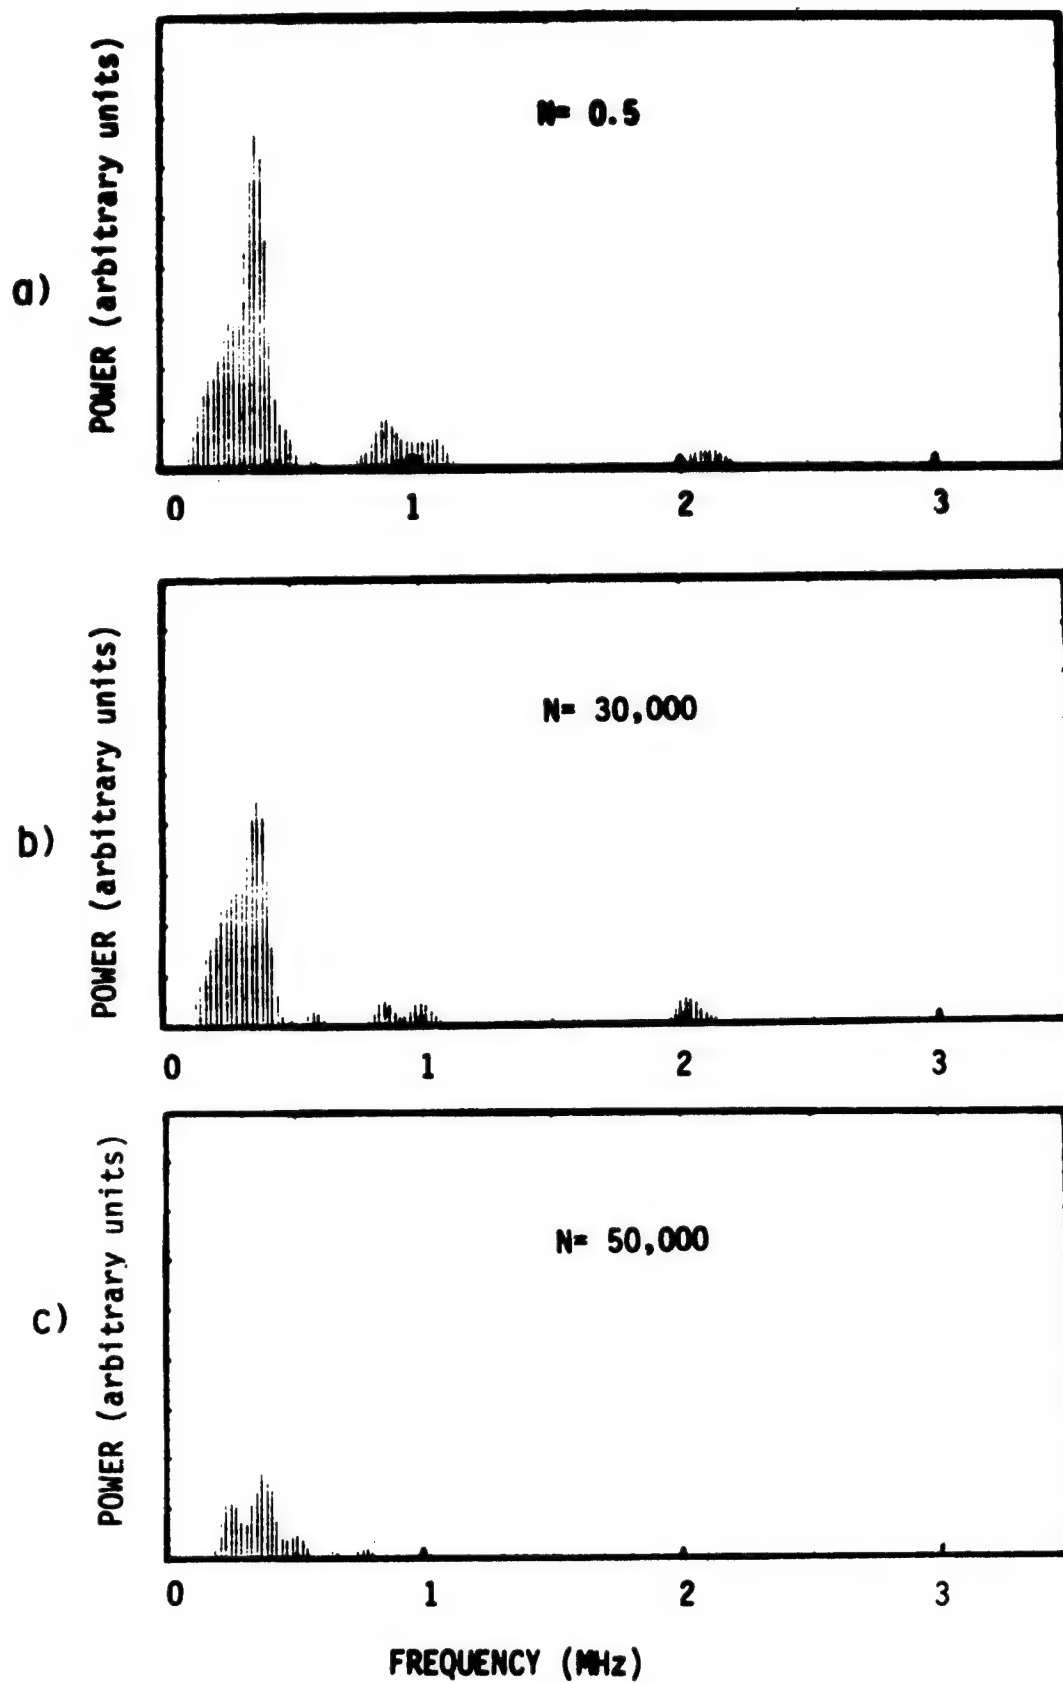 a)
POWER (arbitrary units)
N= 0.5
0 1 2 3
b)
POWER (arbitrary units)
N= 30,000
0 1 2 3
c)
POWER (arbitrary units)
N= 50,000
0 1 2 3
FREQUENCY (MHz)